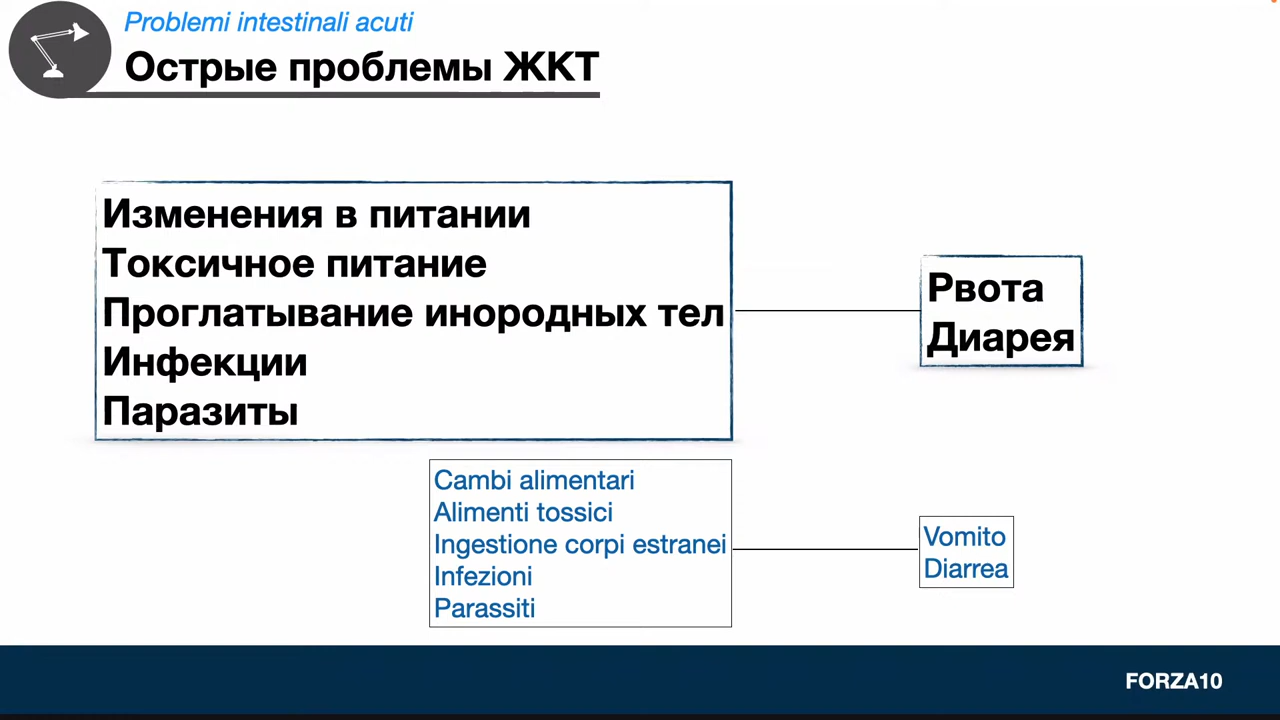 Problemi intestinali acuti
Острые проблемы ЖКТ
Изменения в питании
Токсичное питание
Проглатывание инородных тел
Инфекции
Паразиты
Рвота
Диарея
Cambi alimentari
Alimenti tossici
Ingestione corpi estranei
Infezioni
Parassiti
Vomito
Diarrea
FORZA10